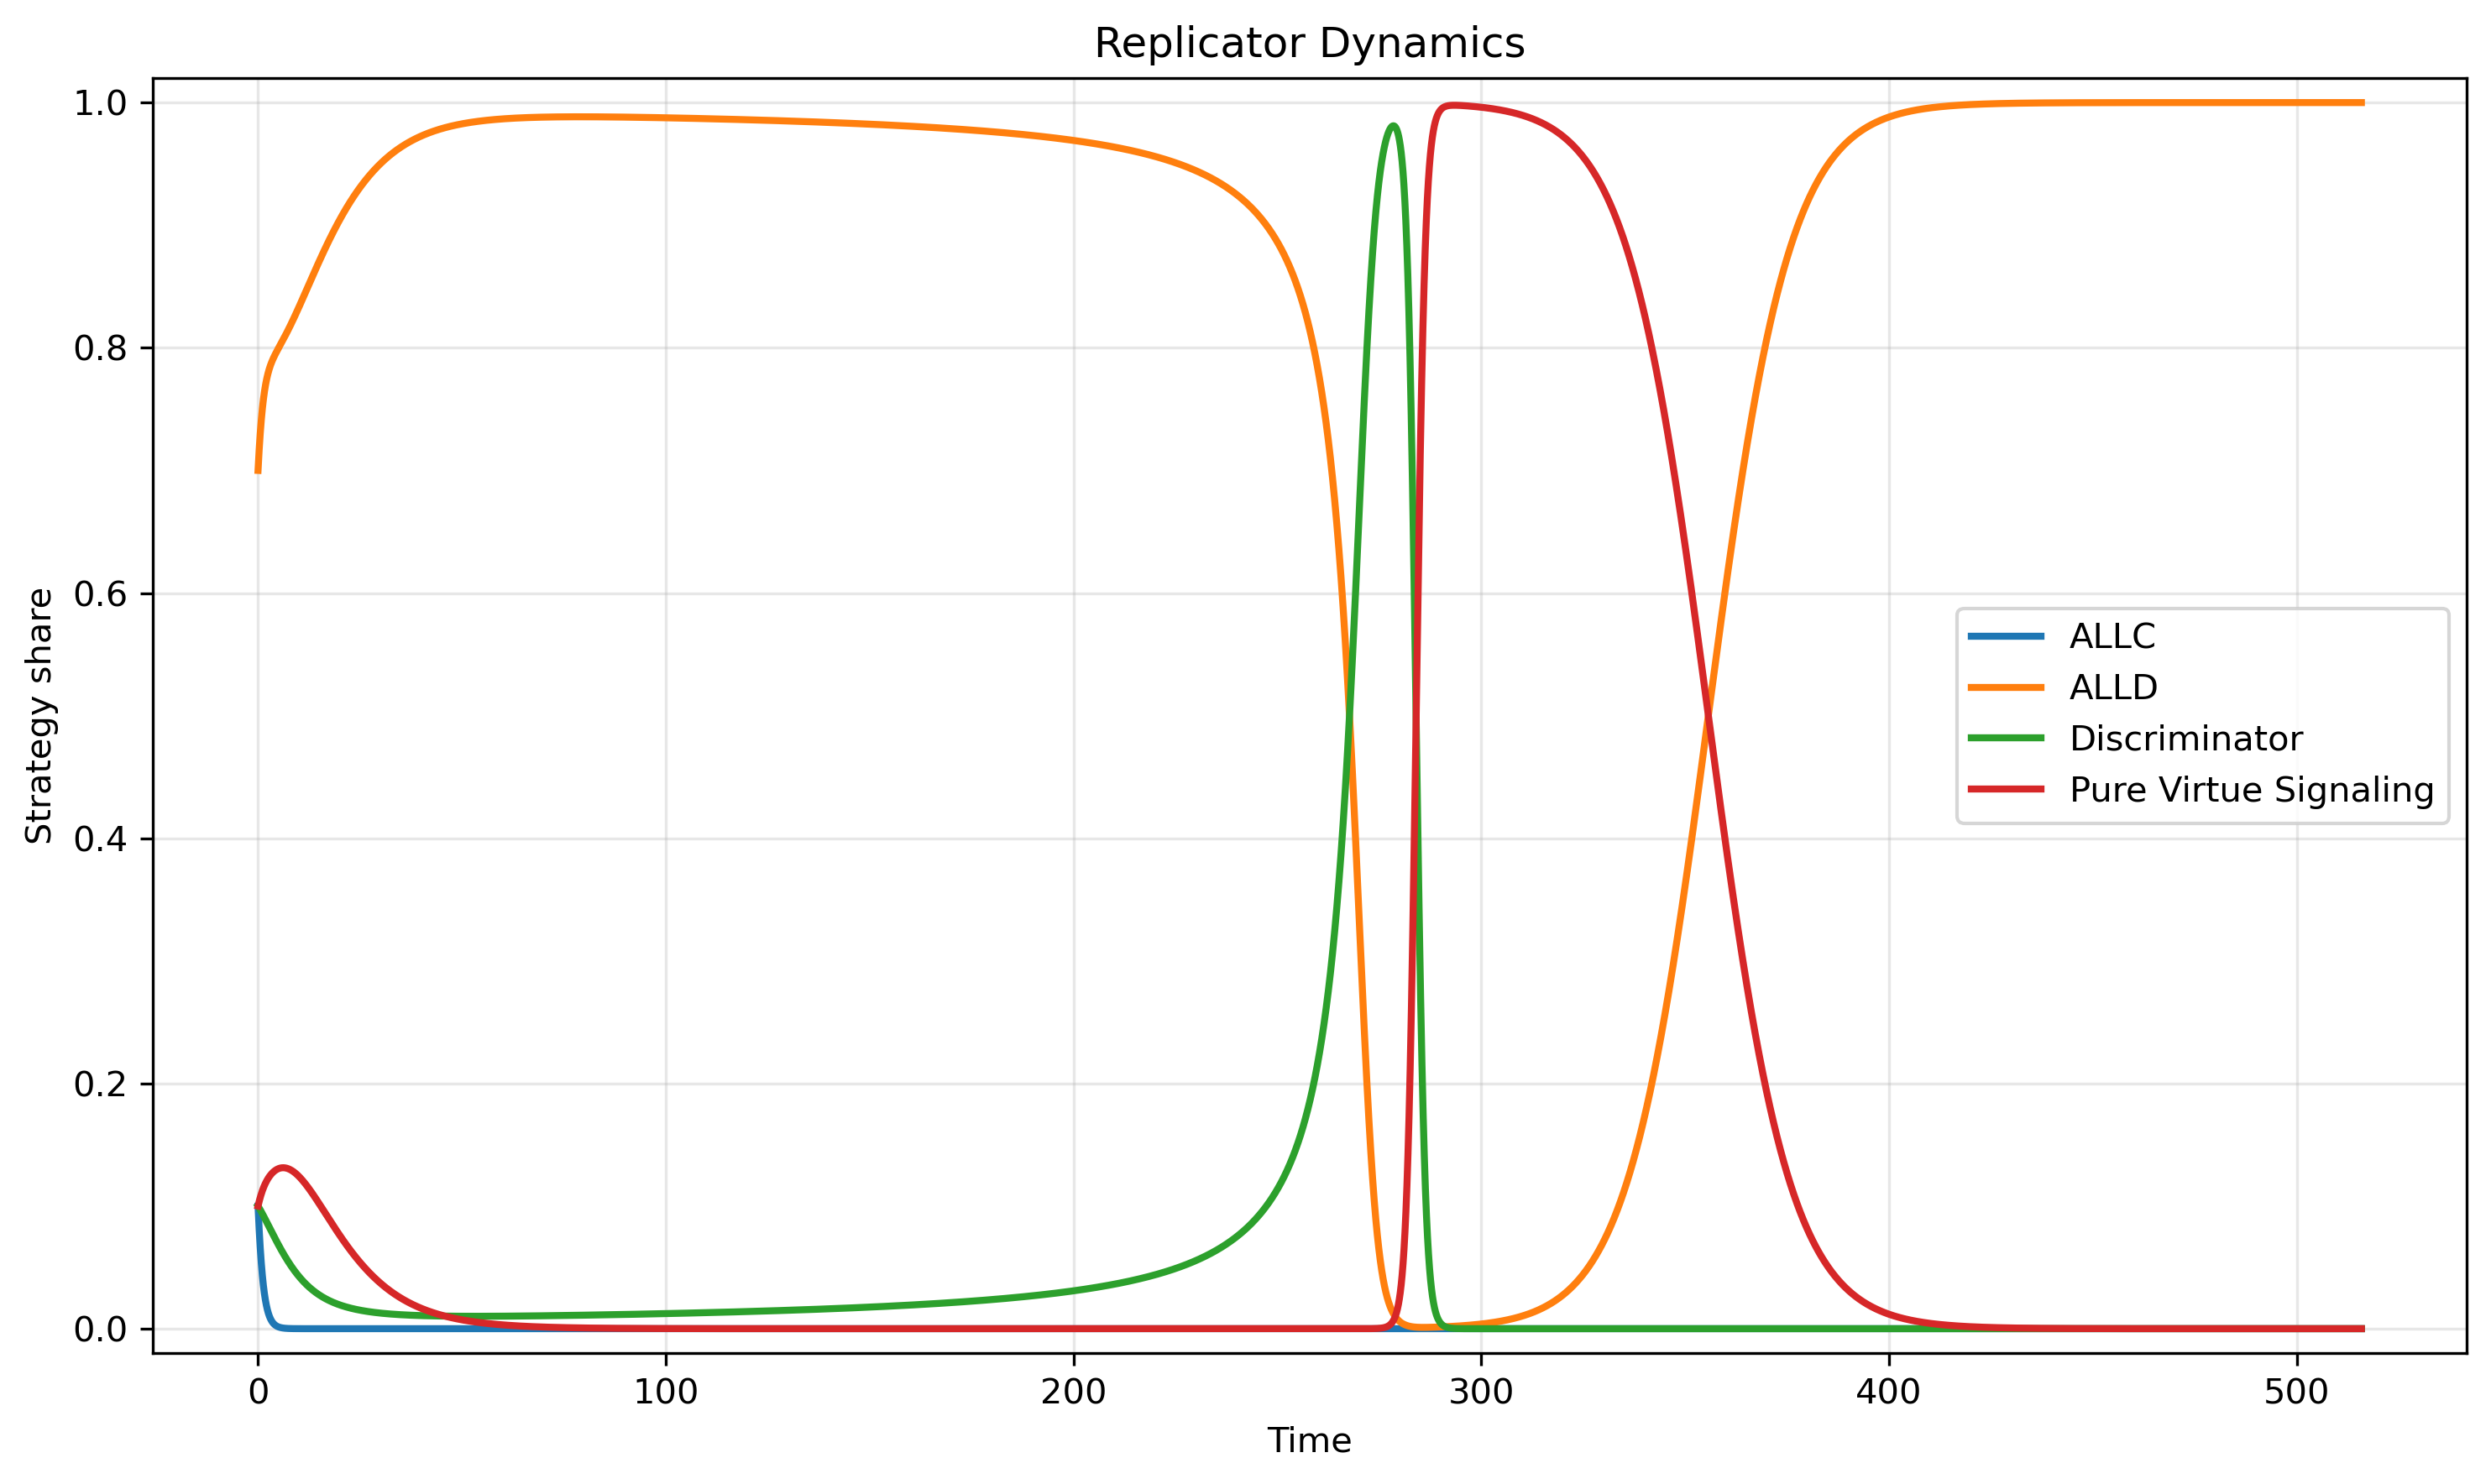 Replicator Dynamics
Strategy share
1.0
0.8
0.6
0.4
0.2
0.0
ALLC
ALLD
Discriminator
Pure Virtue Signaling
0 100 200 300 400 500
Time